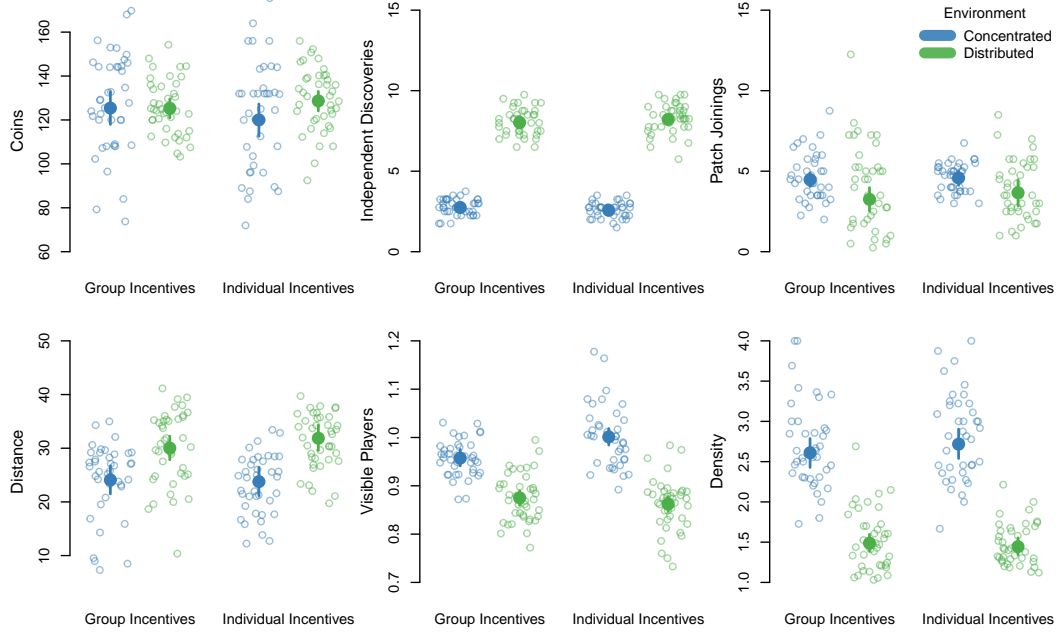 Coins
160
140
120
100
80
60
Group Incentives
Individual Incentives
Independent Discoveries
15
10
5
0
Group Incentives
Individual Incentives
Patch Joinings
15
10
5
0
Group Incentives
Individual Incentives
Environment
Concentrated
Distributed
Distance
50
40
30
20
10
Group Incentives
Individual Incentives
Visible Players
1.2
1.1
1.0
0.9
0.8
0.7
Group Incentives
Individual Incentives
Density
4.0
3.5
3.0
2.5
2.0
1.5
1.0
Group Incentives
Individual Incentives